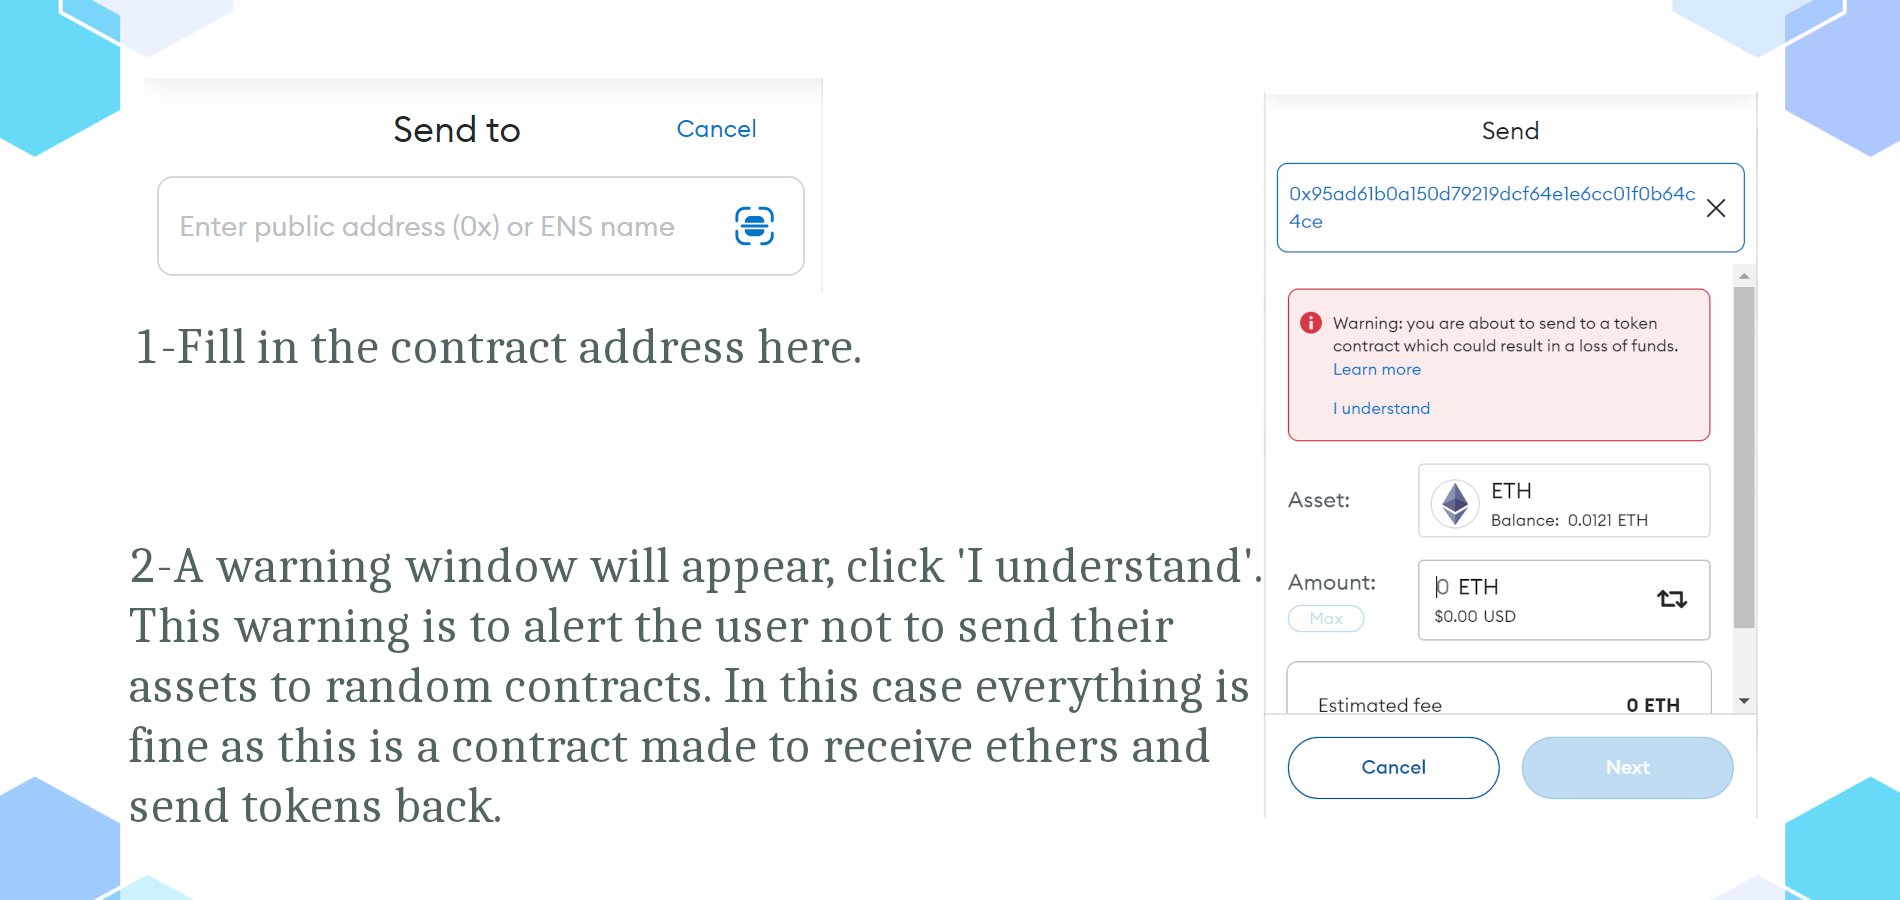 Send to
Cancel
Enter public address (0x) or ENS name
1-Fill in the contract address here.
2-A warning window will appear, click 'I understand'.
This warning is to alert the user not to send their
assets to random contracts. In this case everything is
fine as this is a contract made to receive ethers and
send tokens back.
Send
0x95ad61b0a150d79219dcf64e1e6cc01f0b64c
4ce
Warning: you are about to send to a token
contract which could result in a loss of funds.
Learn more
I understand
Asset:
ETH
Balance: 0.0121 ETH
Amount:
Max
0 ETH
$0.00 USD
Estimated fee
0 ETH
Cancel
Next